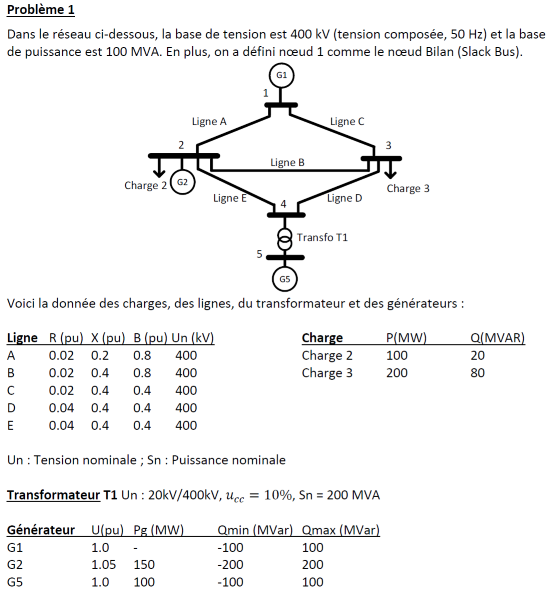 Problème 1
Dans le réseau ci-dessous, la base de tension est 400 kV (tension composée, 50 Hz) et la base
de puissance est 100 MVA. En plus, on a défini nœud 1 comme le nœud Bilan (Slack Bus).
G1
1
Ligne A
Ligne C
2
3
Ligne B
Charge 2
G2
Charge 3
Ligne E
4
Ligne D
Transfo T1
5
G5
Voici la donnée des charges, des lignes, du transformateur et des générateurs :
Ligne R (pu) X (pu) B (pu) Un (kV)
A 0.02 0.2 0.8 400
B 0.02 0.4 0.8 400
C 0.02 0.4 0.4 400
D 0.04 0.4 0.4 400
E 0.04 0.4 0.4 400
Charge P(MW) Q(MVAR)
Charge 2 100 20
Charge 3 200 80
Un : Tension nominale ; Sn : Puissance nominale
Transformateur T1 Un : 20kV/400kV, ucc = 10%, Sn = 200 MVA
Générateur U(pu) Pg (MW) Qmin (MVar) Qmax (MVar)
G1 1.0 - -100 100
G2 1.05 150 -200 200
G5 1.0 100 -100 100